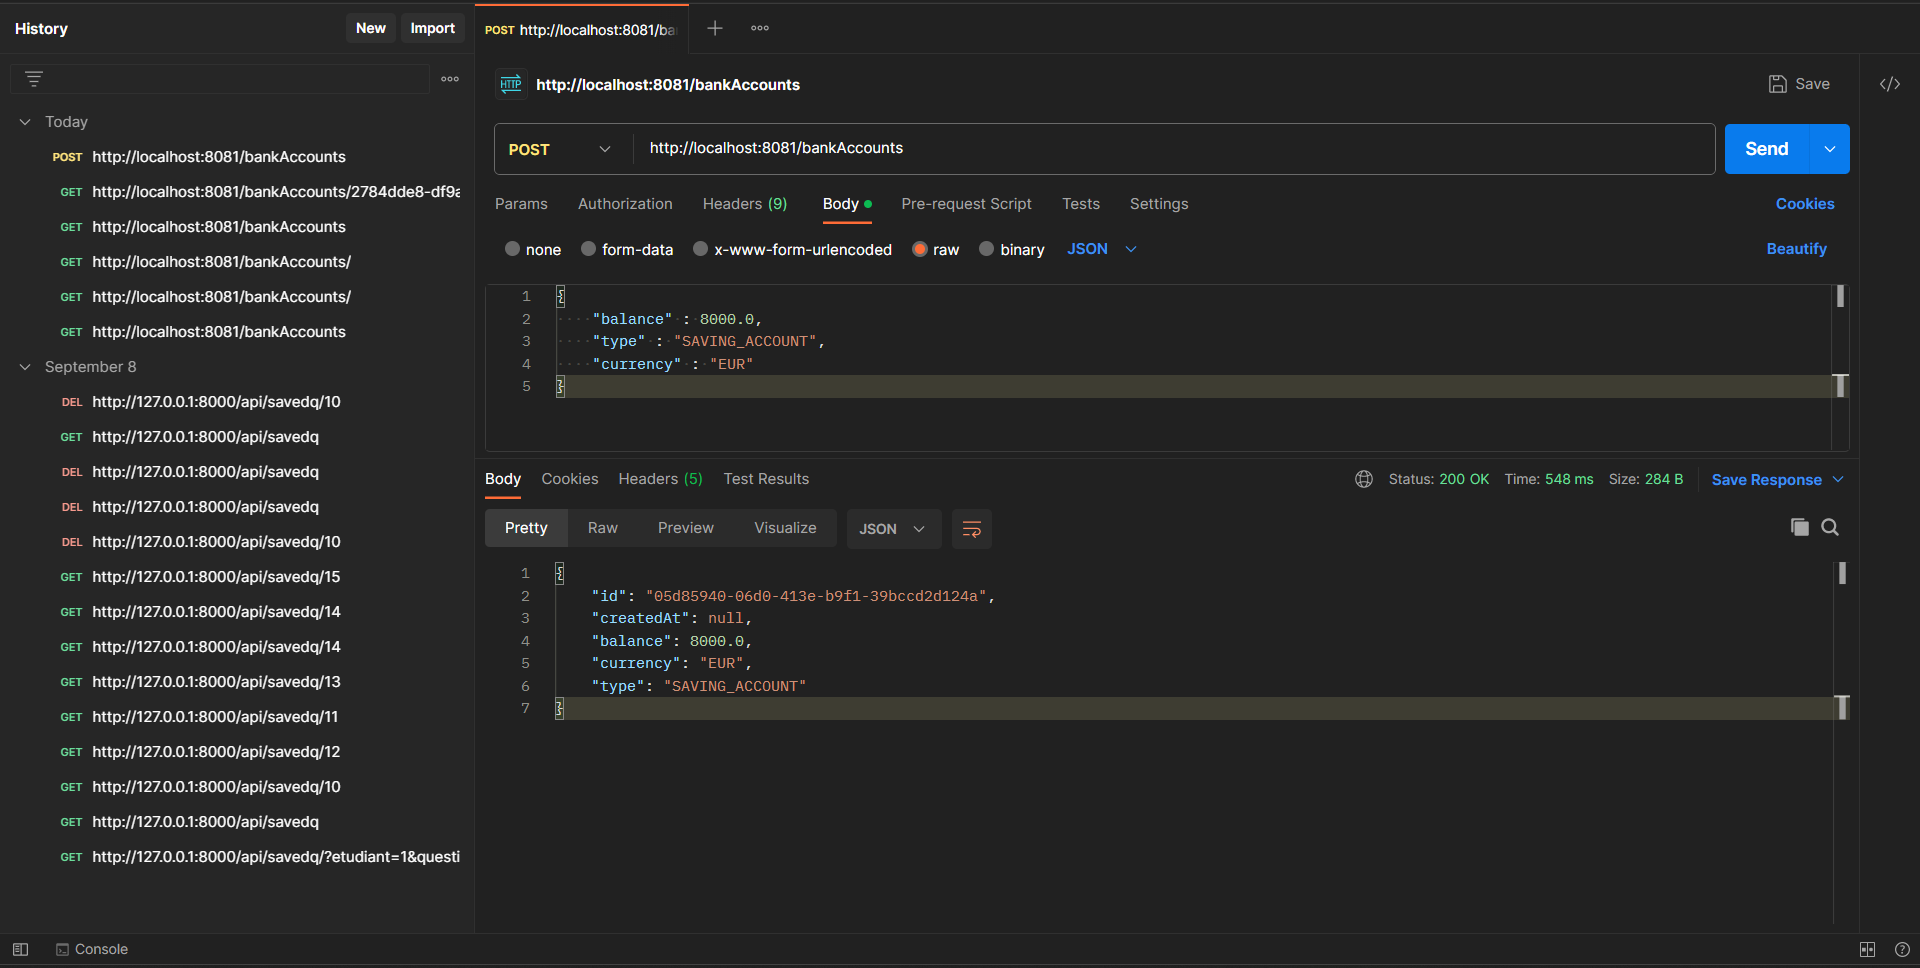 History
New
Import
Today
POST http://localhost:8081/bankAccounts
GET http://localhost:8081/bankAccounts/2784dde8-df9a
GET http://localhost:8081/bankAccounts
GET http://localhost:8081/bankAccounts/
GET http://localhost:8081/bankAccounts/
GET http://localhost:8081/bankAccounts
September 8
DEL http://127.0.0.1:8000/api/savedq/10
GET http://127.0.0.1:8000/api/savedq
DEL http://127.0.0.1:8000/api/savedq
DEL http://127.0.0.1:8000/api/savedq
DEL http://127.0.0.1:8000/api/savedq/10
GET http://127.0.0.1:8000/api/savedq/15
GET http://127.0.0.1:8000/api/savedq/14
GET http://127.0.0.1:8000/api/savedq/14
GET http://127.0.0.1:8000/api/savedq/13
GET http://127.0.0.1:8000/api/savedq/11
GET http://127.0.0.1:8000/api/savedq/12
GET http://127.0.0.1:8000/api/savedq/10
GET http://127.0.0.1:8000/api/savedq
GET http://127.0.0.1:8000/api/savedq/?etudiant=1&questi
POST http://localhost:8081/ba
HTTP http://localhost:8081/bankAccounts
Save
</>
POST http://localhost:8081/bankAccounts
Send
Params Authorization Headers (9) Body Pre-request Script Tests Settings Cookies
none form-data x-www-form-urlencoded raw binary JSON Beautify
1 {
2 "balance" : 8000.0,
3 "type" : "SAVING_ACCOUNT",
4 "currency" : "EUR"
5 }
Body Cookies Headers (5) Test Results Status: 200 OK Time: 548 ms Size: 284 B Save Response
Pretty Raw Preview Visualize JSON
1 {
2 "id": "05d85940-06d0-413e-b9f1-39bccd2d124a",
3 "createdAt": null,
4 "balance": 8000.0,
5 "currency": "EUR",
6 "type": "SAVING_ACCOUNT"
7 }
Console